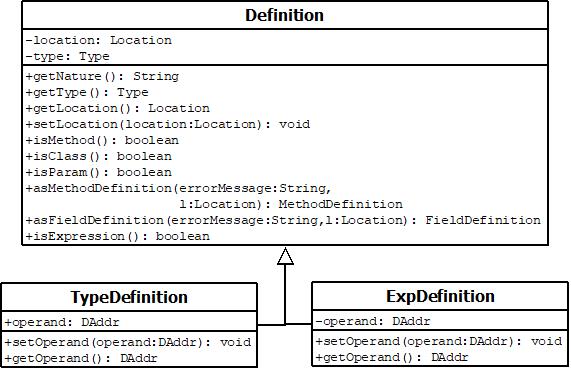 Definition
-location: Location
-type: Type
+getNature(): String
+getType(): Type
+getLocation(): Location
+setLocation(location:Location): void
+isMethod(): boolean
+isClass(): boolean
+isParam(): boolean
+asMethodDefinition(errorMessage:String,
l:Location): MethodDefinition
+asFieldDefinition(errorMessage:String,l:Location): FieldDefinition
+isExpression(): boolean
TypeDefinition
+operand: DAddr
+setOperand(operand:DAddr): void
+getOperand(): DAddr
ExpDefinition
-operand: DAddr
+setOperand(operand:DAddr): void
+getOperand(): DAddr